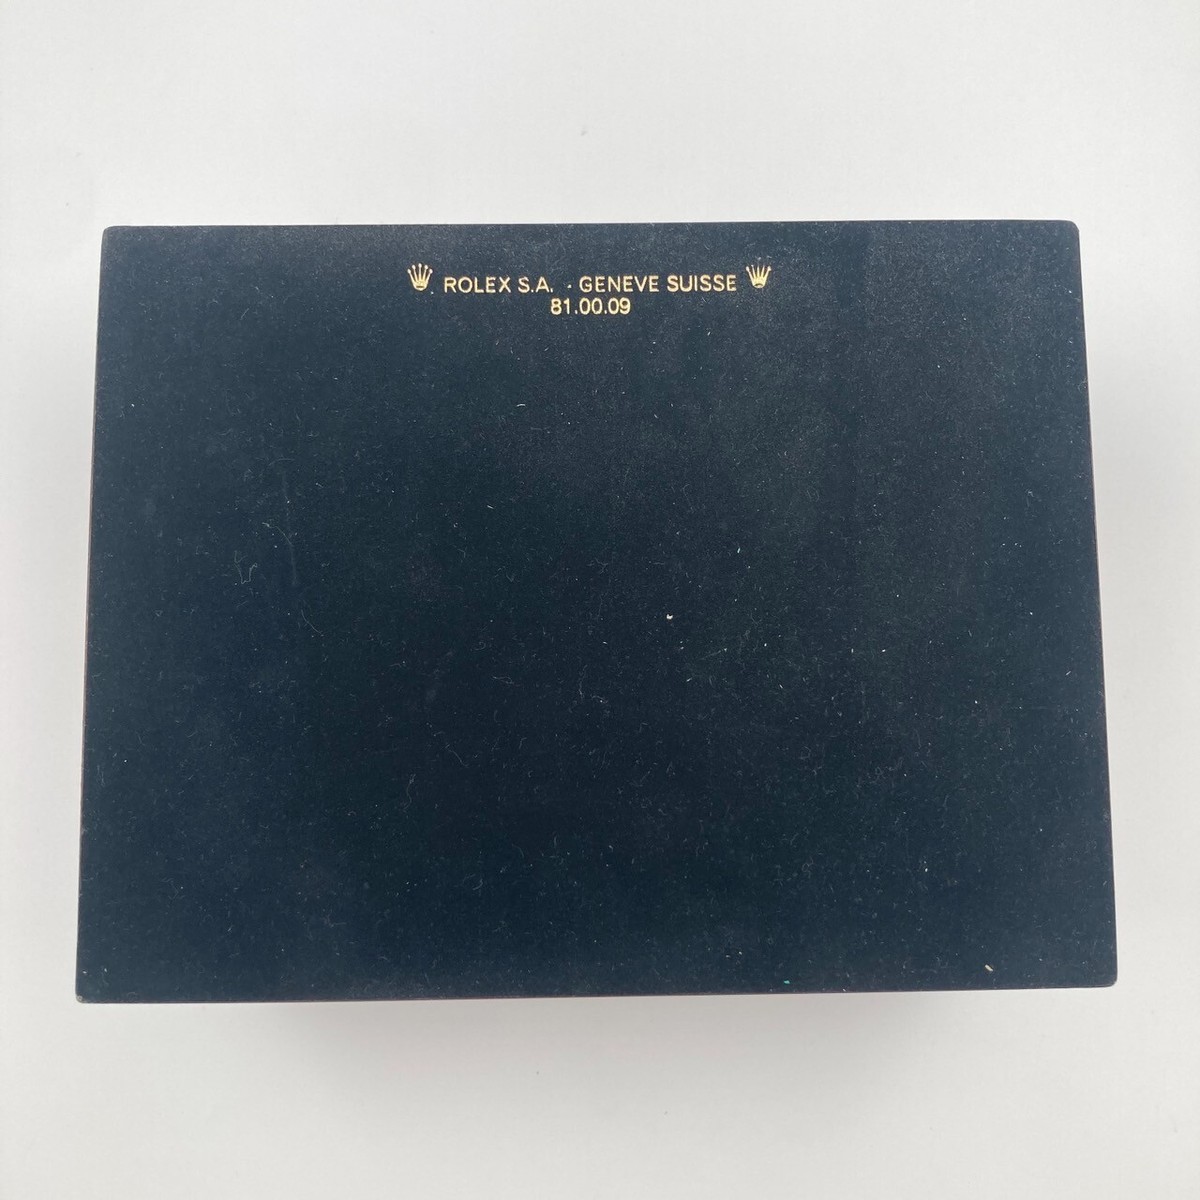 ROLEX S.A. · GENEVE SUISSE
81.00.09